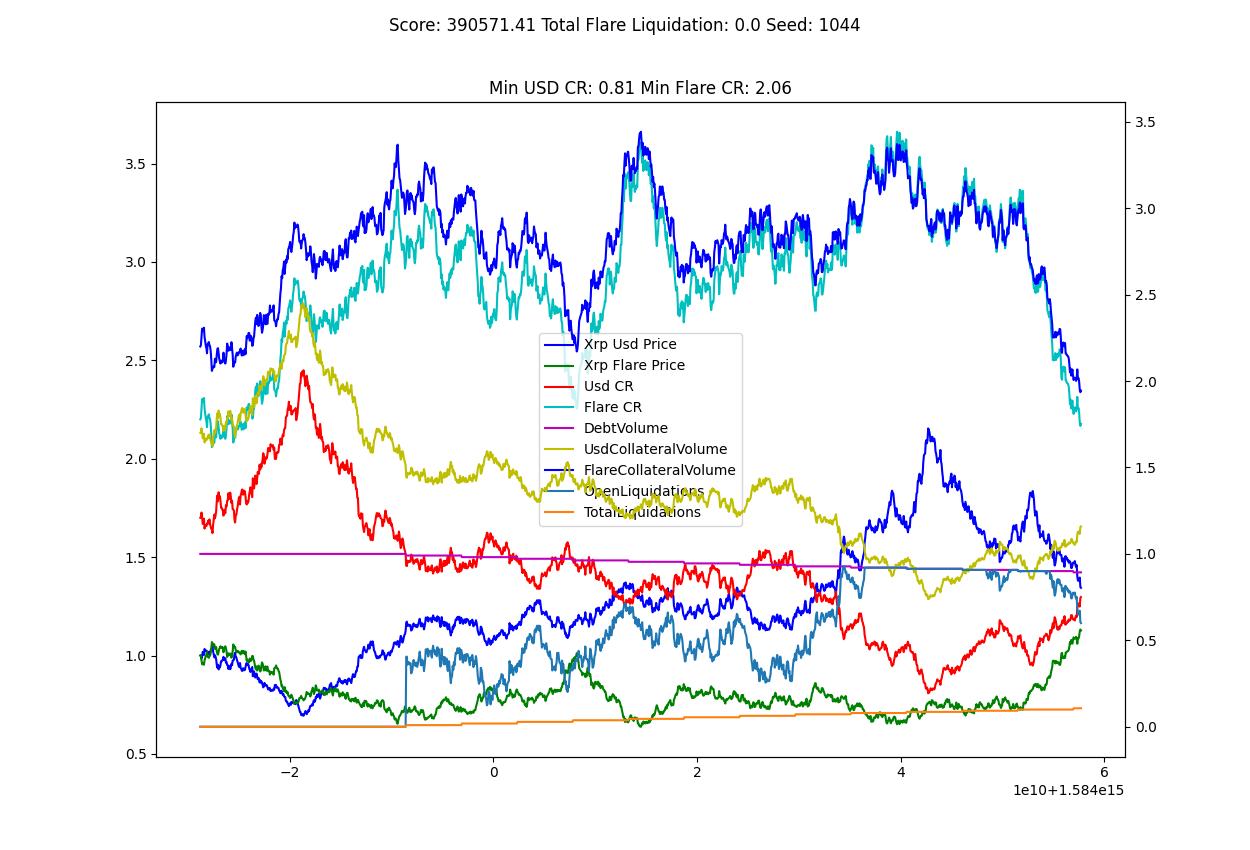 Score: 390571.41 Total Flare Liquidation: 0.0 Seed: 1044
Min USD CR: 0.81 Min Flare CR: 2.06
3.5
3.0
2.5
2.0
1.5
1.0
0.5
3.5
3.0
2.5
2.0
1.5
1.0
0.5
0.0
Xrp Usd Price
Xrp Flare Price
Usd CR
Flare CR
DebtVolume
UsdCollateralVolume
FlareCollateralVolume
OpenLiquidations
TotalLiquidations
−2 0 2 4 6
1e10+1.584e15